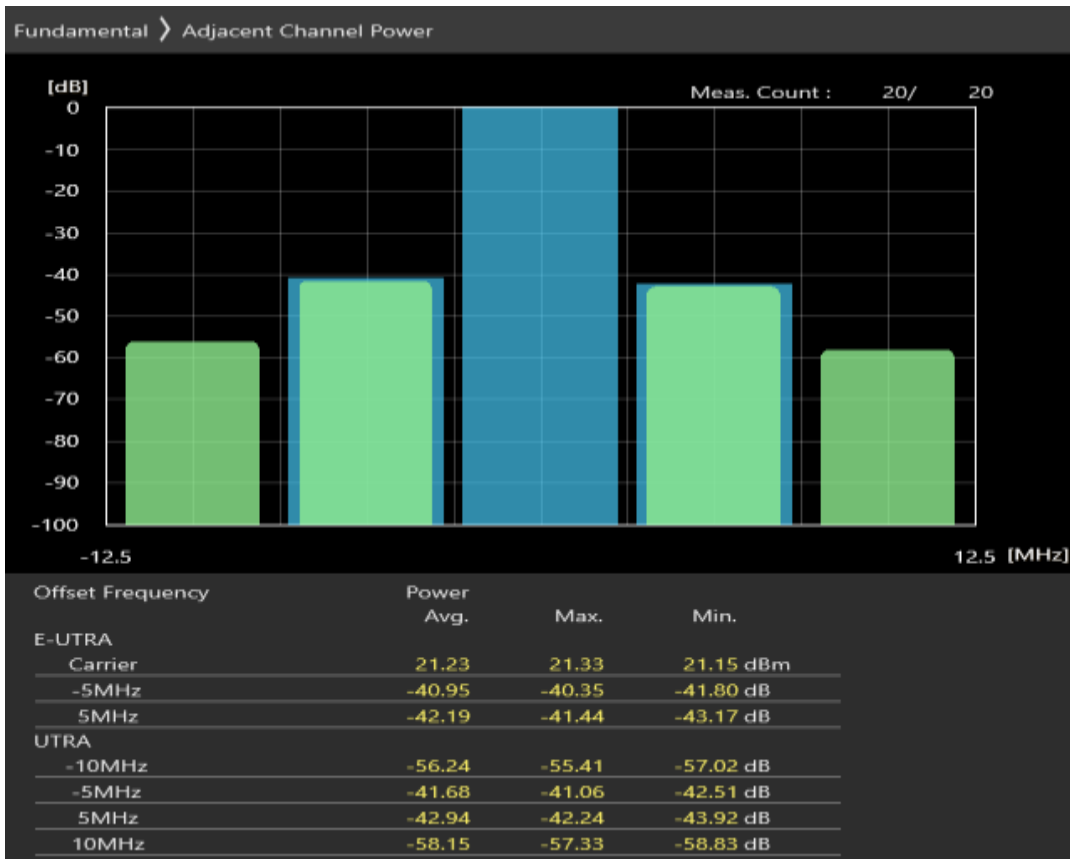 Fundamental ❯ Adjacent Channel Power
[dB]
Meas. Count : 20/ 20
0
-10
-20
-30
-40
-50
-60
-70
-80
-90
-100
-12.5 12.5 [MHz]
Offset Frequency Power
Avg. Max. Min.
E-UTRA
Carrier 21.23 21.33 21.15 dBm
-5MHz -40.95 -40.35 -41.80 dB
5MHz -42.19 -41.44 -43.17 dB
UTRA
-10MHz -56.24 -55.41 -57.02 dB
-5MHz -41.68 -41.06 -42.51 dB
5MHz -42.94 -42.24 -43.92 dB
10MHz -58.15 -57.33 -58.83 dB